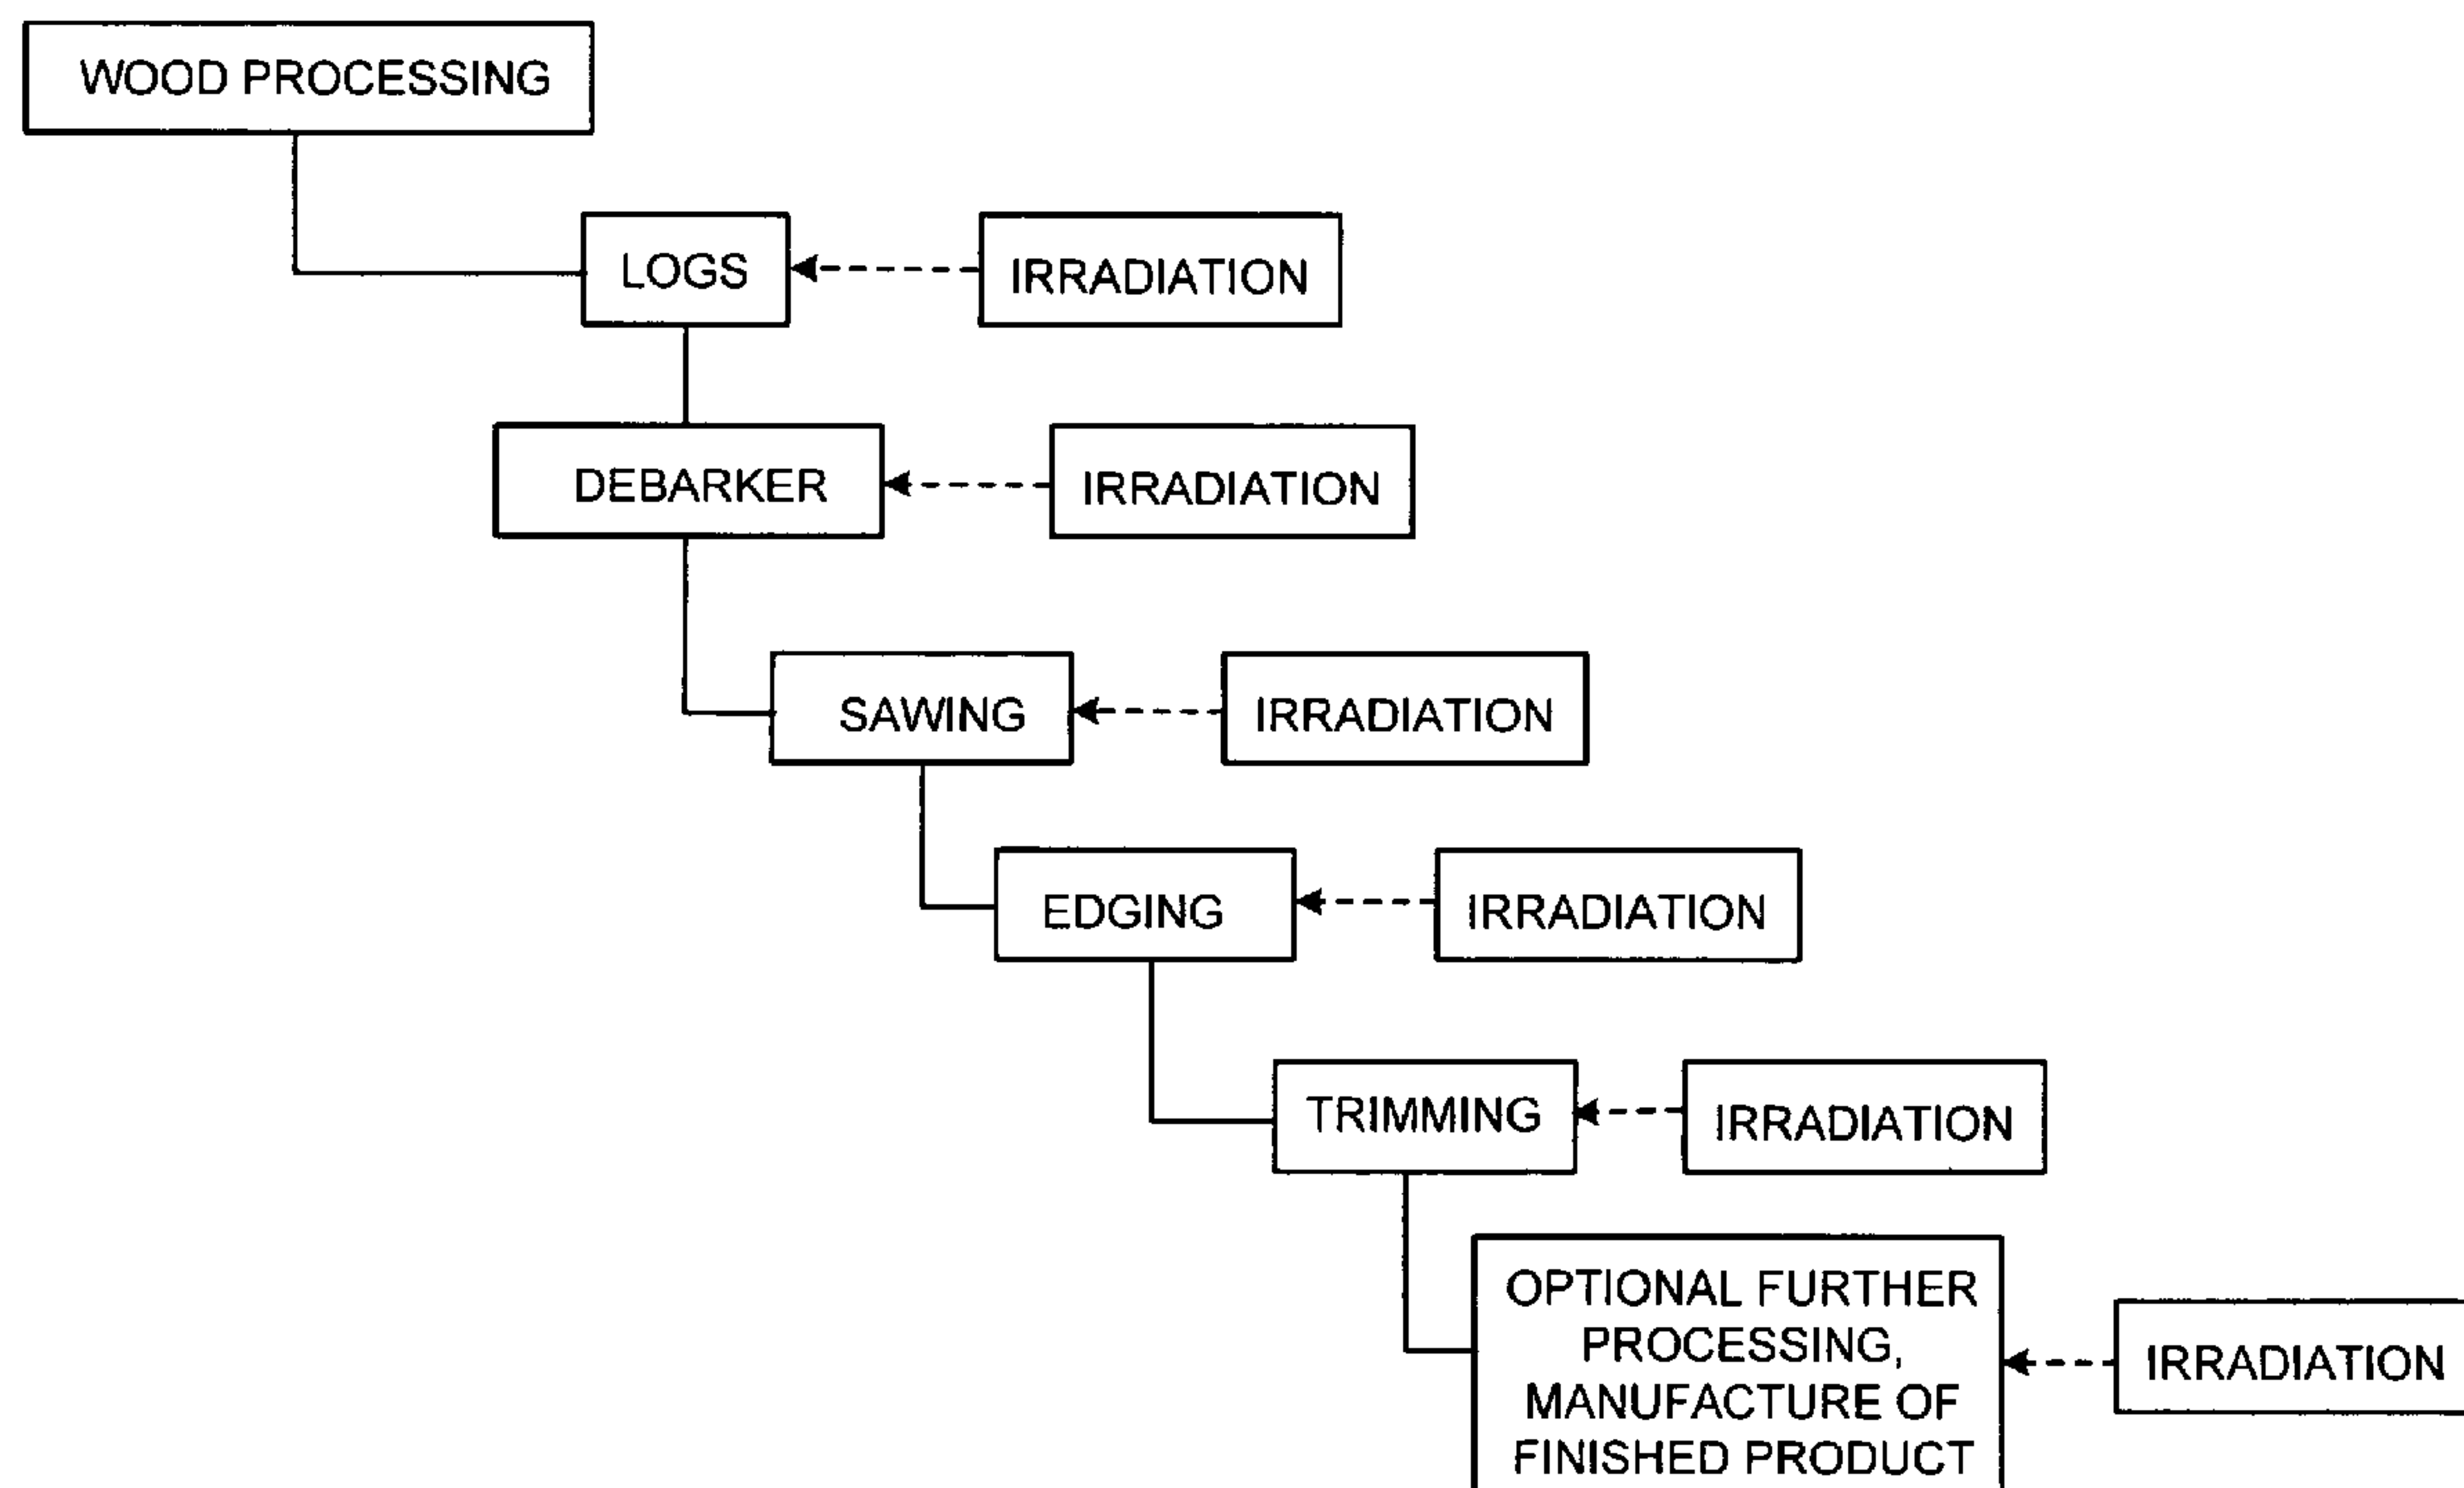 WOOD PROCESSING
LOGS
IRRADIATION
DEBARKER
IRRADIATION
SAWING
IRRADIATION
EDGING
IRRADIATION
TRIMMING
IRRADIATION
OPTIONAL FURTHER
PROCESSING,
MANUFACTURE OF
FINISHED PRODUCT
IRRADIATION